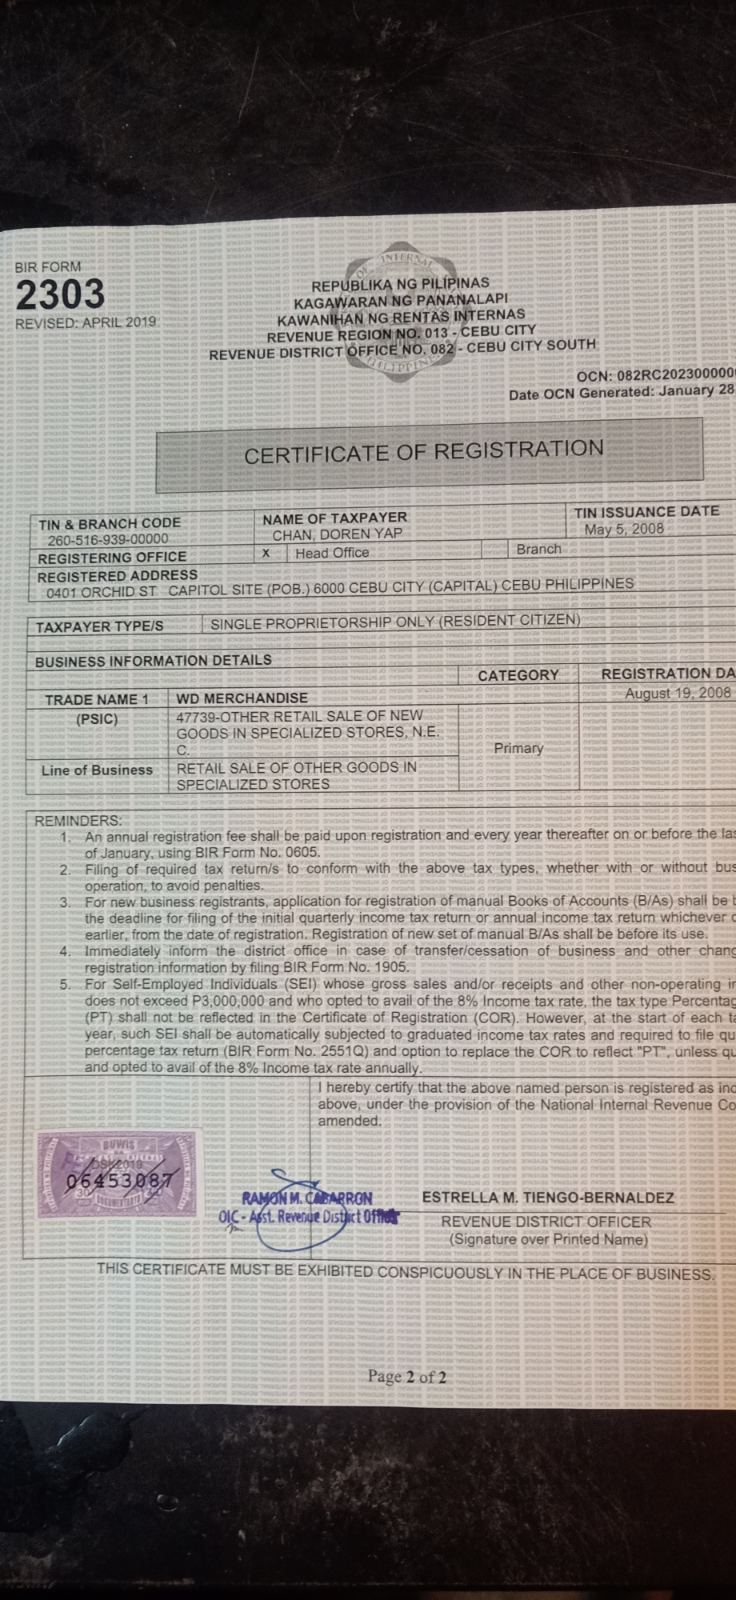 BIR FORM
2303
REVISED: APRIL 2019
REPUBLIKA NG PILIPINAS
KAGAWARAN NG PANANALAPI
KAWANIHAN NG RENTAS INTERNAS
REVENUE REGION NO. 013 - CEBU CITY
REVENUE DISTRICT OFFICE NO. 082 - CEBU CITY SOUTH
OCN: 082RC202300000
Date OCN Generated: January 28
CERTIFICATE OF REGISTRATION
TIN & BRANCH CODE NAME OF TAXPAYER TIN ISSUANCE DATE
260-516-939-00000 CHAN, DOREN YAP May 5, 2008
REGISTERING OFFICE X Head Office Branch
REGISTERED ADDRESS
0401 ORCHID ST CAPITOL SITE (POB.) 6000 CEBU CITY (CAPITAL) CEBU PHILIPPINES
TAXPAYER TYPE/S SINGLE PROPRIETORSHIP ONLY (RESIDENT CITIZEN)
BUSINESS INFORMATION DETAILS
CATEGORY REGISTRATION DA
TRADE NAME 1 WD MERCHANDISE August 19, 2008
(PSIC) 47739-OTHER RETAIL SALE OF NEW
GOODS IN SPECIALIZED STORES, N.E.
C. Primary
Line of Business RETAIL SALE OF OTHER GOODS IN
SPECIALIZED STORES
REMINDERS:
1. An annual registration fee shall be paid upon registration and every year thereafter on or before the las
of January, using BIR Form No. 0605.
2. Filing of required tax return/s to conform with the above tax types, whether with or without bus
operation, to avoid penalties.
3. For new business registrants, application for registration of manual Books of Accounts (B/As) shall be b
the deadline for filing of the initial quarterly income tax return or annual income tax return whichever c
earlier, from the date of registration. Registration of new set of manual B/As shall be before its use.
4. Immediately inform the district office in case of transfer/cessation of business and other chang
registration information by filing BIR Form No. 1905.
5. For Self-Employed Individuals (SEI) whose gross sales and/or receipts and other non-operating in
does not exceed P3,000,000 and who opted to avail of the 8% Income tax rate, the tax type Percentag
(PT) shall not be reflected in the Certificate of Registration (COR). However, at the start of each ta
year, such SEI shall be automatically subjected to graduated income tax rates and required to file qu
percentage tax return (BIR Form No. 2551Q) and option to replace the COR to reflect "PT", unless qu
and opted to avail of the 8% Income tax rate annually.
I hereby certify that the above named person is registered as ind
above, under the provision of the National Internal Revenue Co
amended.
BUWIS
06453087
RAMON M. CABARRON
OIC - Asst. Revenue District Officer
ESTRELLA M. TIENGO-BERNALDEZ
REVENUE DISTRICT OFFICER
(Signature over Printed Name)
THIS CERTIFICATE MUST BE EXHIBITED CONSPICUOUSLY IN THE PLACE OF BUSINESS.
Page 2 of 2